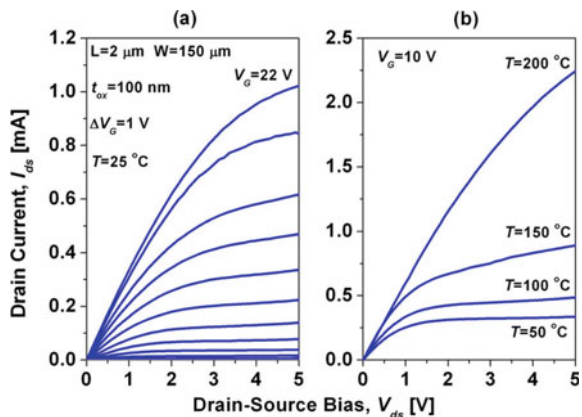 (a)
(b)
Drain Current, I_ds [mA]
1.2
1.0
0.8
0.6
0.4
0.2
0.0
L=2 μm W=150 μm
V_G=22 V
t_ox=100 nm
ΔV_G=1 V
T=25 °C
0 1 2 3 4 5
2.5
2.0
1.5
1.0
0.5
0.0
V_G=10 V
T=200 °C
T=150 °C
T=100 °C
T=50 °C
0 1 2 3 4 5
Drain-Source Bias, V_ds [V]